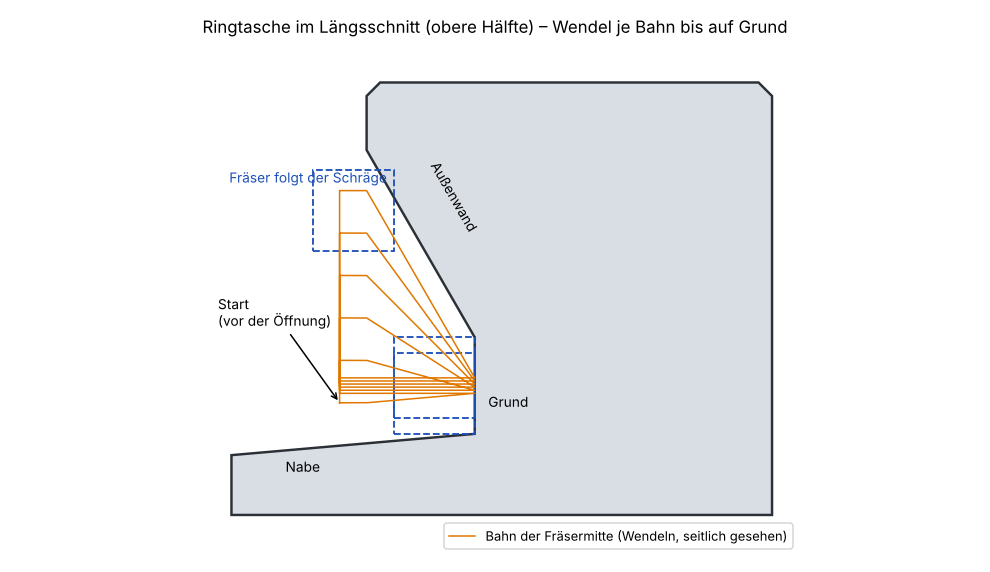 Ringtasche im Längsschnitt (obere Hälfte) – Wendel je Bahn bis auf Grund
Außenwand
Fräser folgt der Schräge
Start
(vor der Öffnung)
Grund
Nabe
Bahn der Fräsermitte (Wendeln, seitlich gesehen)